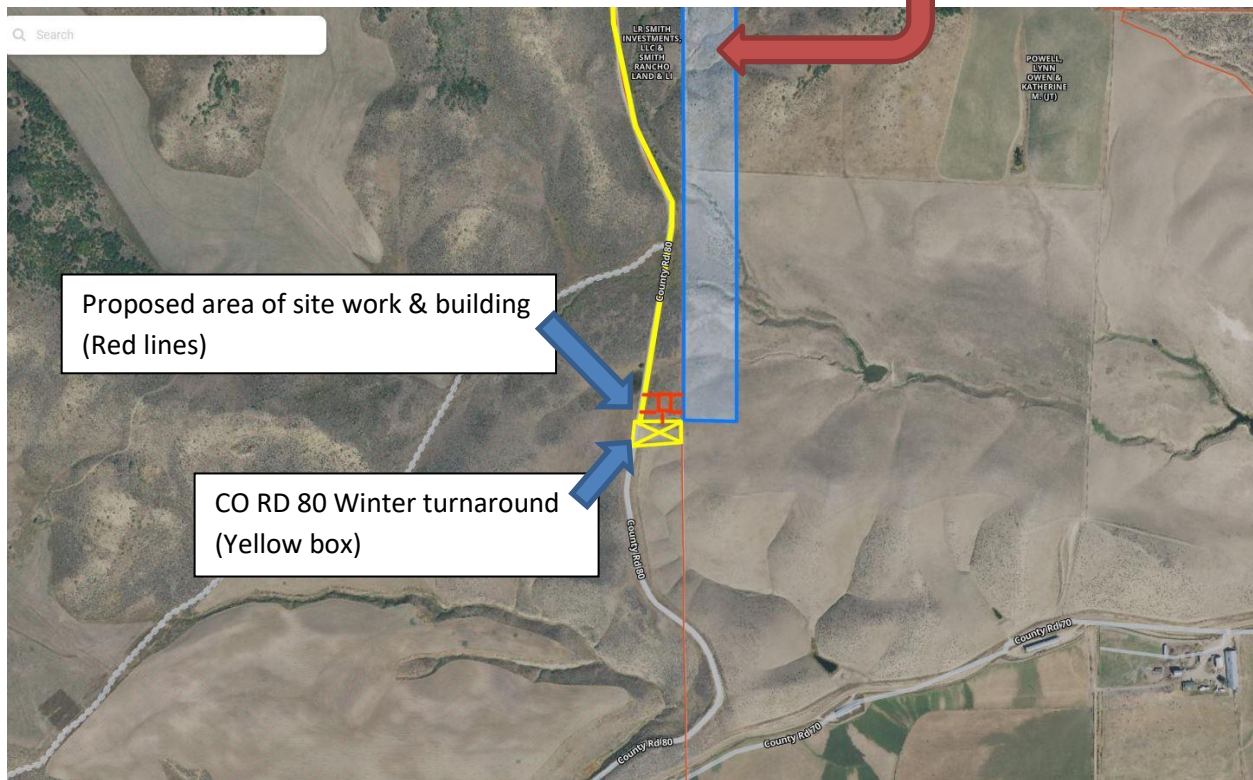 Search
LR SMITH
INVESTMENTS,
LLC &
SMITH
RANCHO
LAND & LI
POWELL,
LYNN
OWEN &
KATHERINE
M. (JT)
County Rd 80
Proposed area of site work & building
(Red lines)
CO RD 80 Winter turnaround
(Yellow box)
County Rd 80
County Rd 70
County Rd 80
County Rd 70